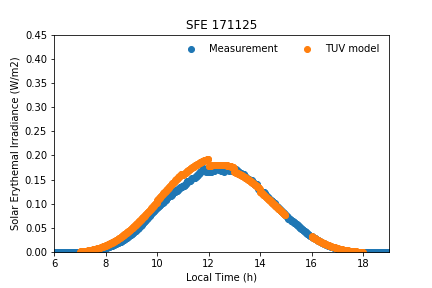 SFE 171125
Measurement
TUV model
Solar Erythemal Irradiance (W/m2)
0.45
0.40
0.35
0.30
0.25
0.20
0.15
0.10
0.05
0.00
6 8 10 12 14 16 18
Local Time (h)